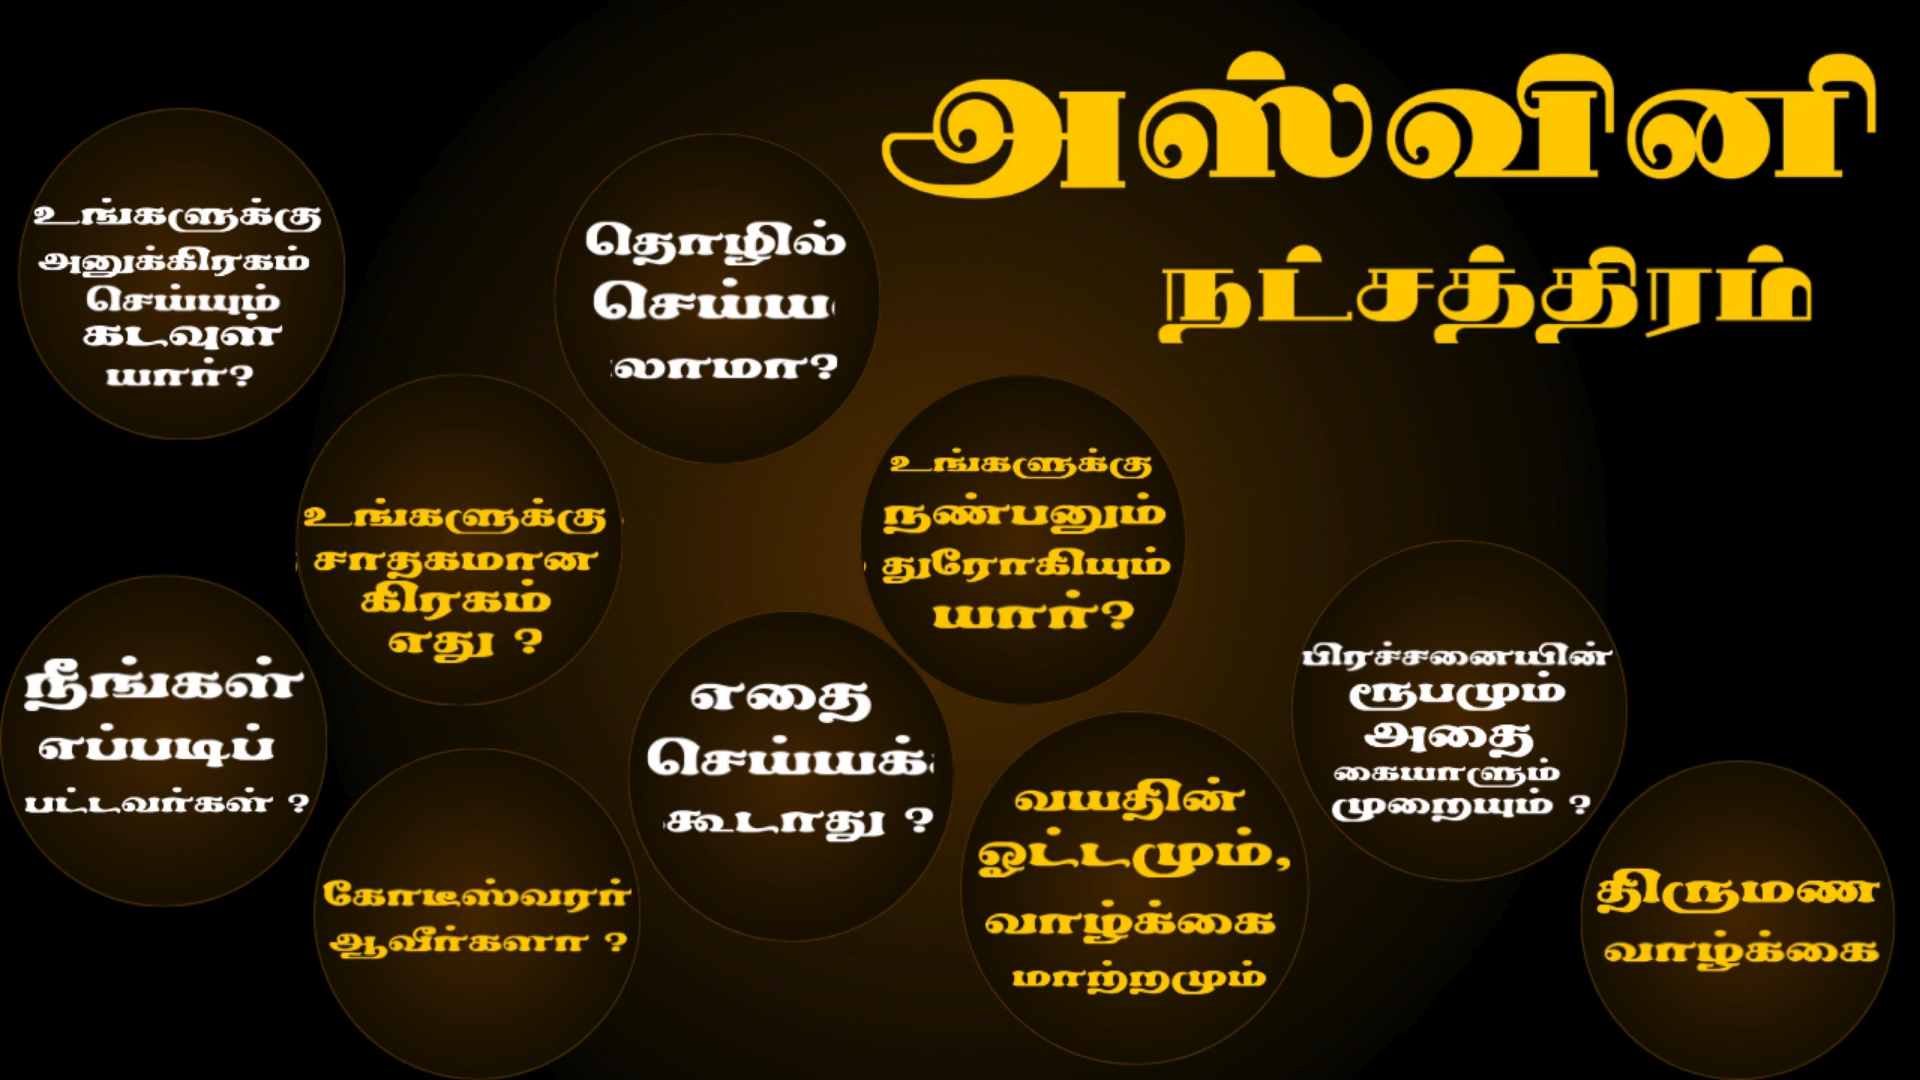 அஸ்வினி
நட்சத்திரம்
உங்களுக்கு
அனுக்கிரகம்
செய்யும்
கடவுள்
யார்?
தொழில்
செய்ய
லாமா?
உங்களுக்கு
சாதகமான
கிரகம்
எது ?
உங்களுக்கு
நண்பனும்
துரோகியும்
யார்?
நீங்கள்
எப்படிப்
பட்டவர்கள் ?
எதை
செய்யக்
கூடாது ?
பிரச்சனையின்
ரூபமும்
அதை
கையாளும்
முறையும் ?
கோடீஸ்வரர்
ஆவீர்களா ?
வயதின்
ஓட்டமும்,
வாழ்க்கை
மாற்றமும்
திருமண
வாழ்க்கை